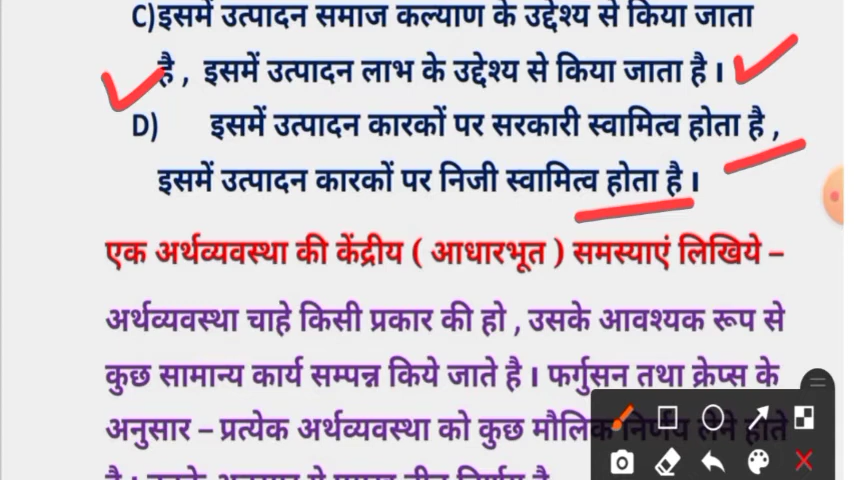 C)इसमें उत्पादन समाज कल्याण के उद्देश्य से किया जाता
है , इसमें उत्पादन लाभ के उद्देश्य से किया जाता है ।
D) इसमें उत्पादन कारकों पर सरकारी स्वामित्व होता है ,
इसमें उत्पादन कारकों पर निजी स्वामित्व होता है ।
एक अर्थव्यवस्था की केंद्रीय ( आधारभूत ) समस्याएं लिखिये –
अर्थव्यवस्था चाहे किसी प्रकार की हो , उसके आवश्यक रूप से
कुछ सामान्य कार्य सम्पन्न किये जाते है । फर्गुसन तथा क्रेप्स के
अनुसार – प्रत्येक अर्थव्यवस्था को कुछ मौलिक निर्णय लेने होते